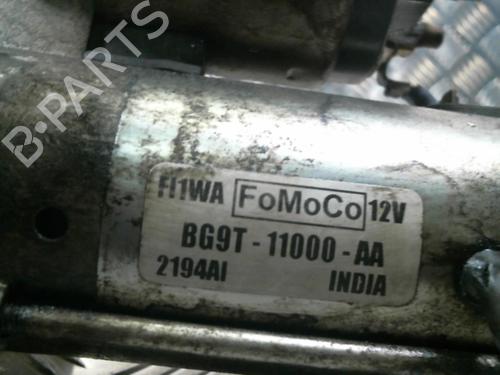 B-PARTS
FI1WA FoMoCo 12V
BG9T-11000-AA
2194AI INDIA